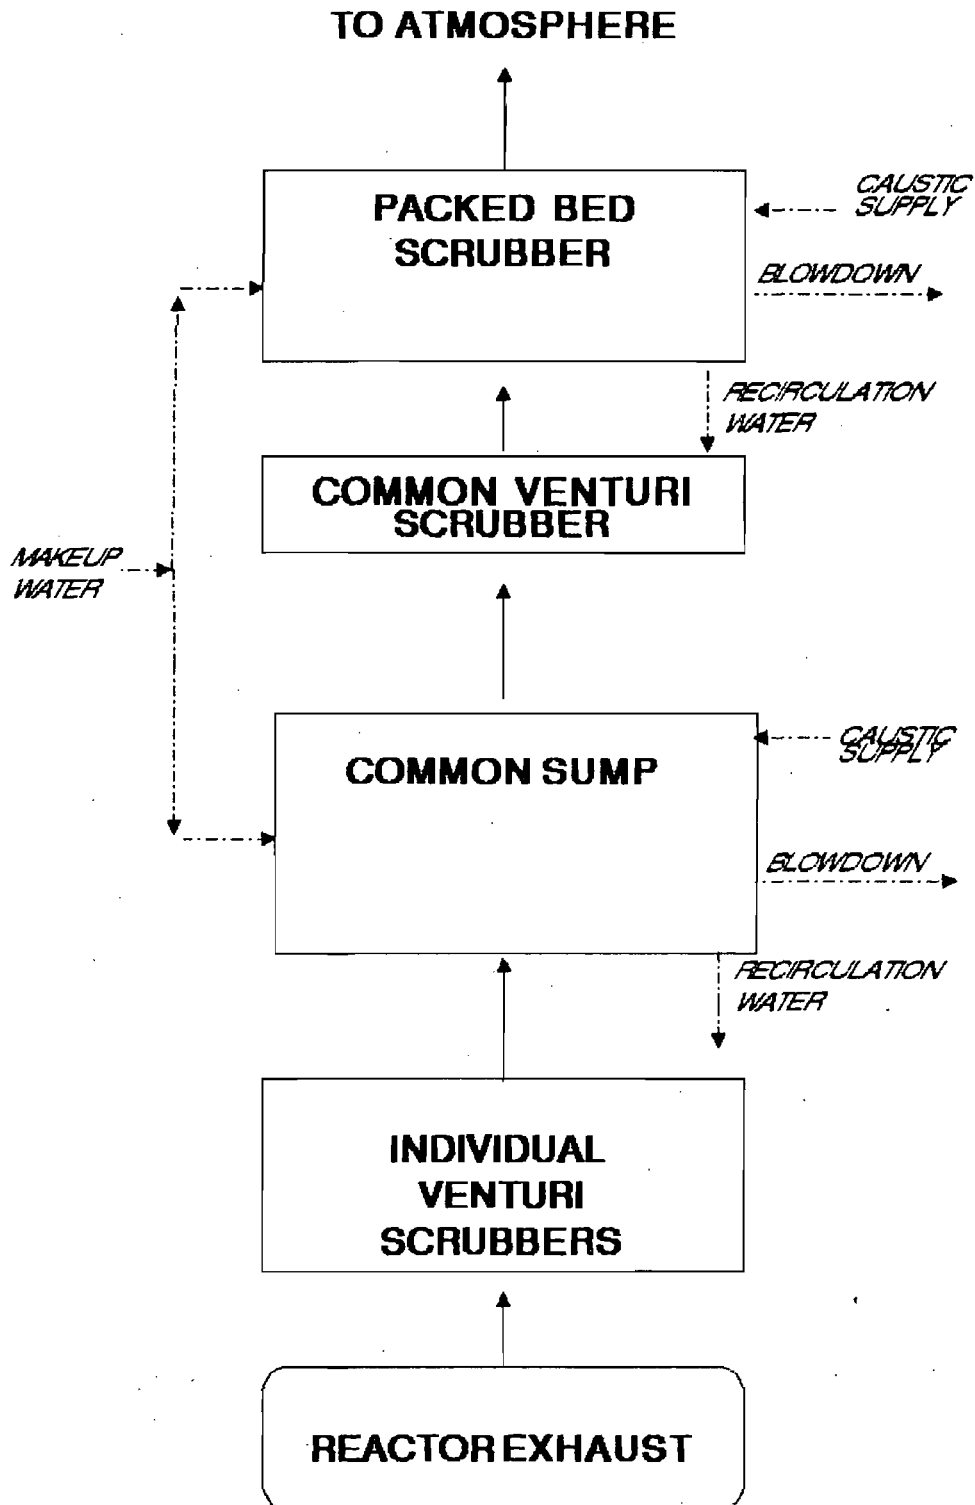 TO ATMOSPHERE
PACKED BED
SCRUBBER
CAUSTIC
SUPPLY
BLOWDOWN
RECIRCULATION
WATER
COMMON VENTURI
SCRUBBER
MAKEUP
WATER
COMMON SUMP
CAUSTIC
SUPPLY
BLOWDOWN
RECIRCULATION
WATER
INDIVIDUAL
VENTURI
SCRUBBERS
REACTOR EXHAUST